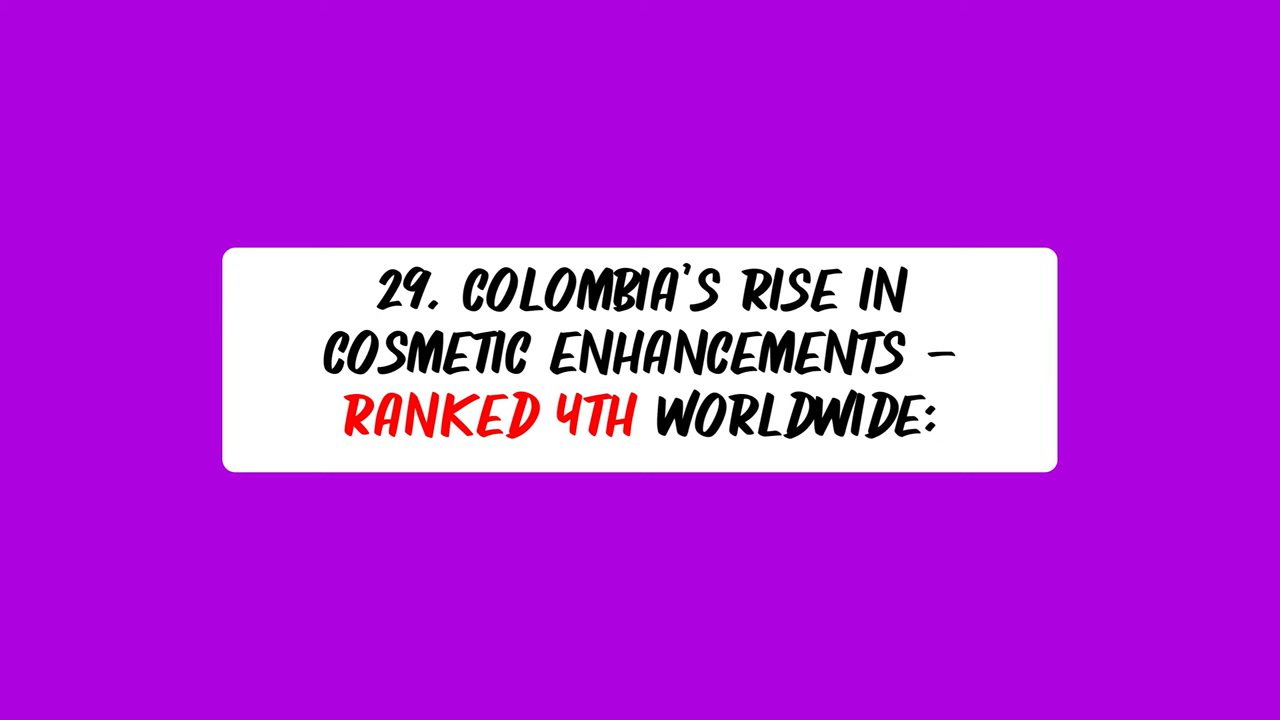 29. COLOMBIA'S RISE IN
COSMETIC ENHANCEMENTS –
RANKED 4TH WORLDWIDE: